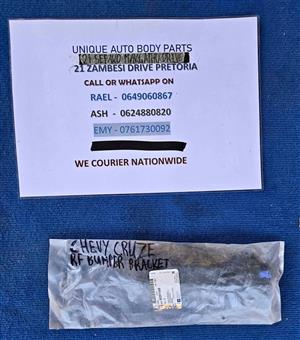 UNIQUE AUTO BODY PARTS
21 ZAMBESI DRIVE PRETORIA
CALL OR WHATSAPP ON
RAEL - 0649060867
ASH - 0624880820
EMY - 0761730092
WE COURIER NATIONWIDE
CHEVY CRUZE
RF BUMPER BRACKET